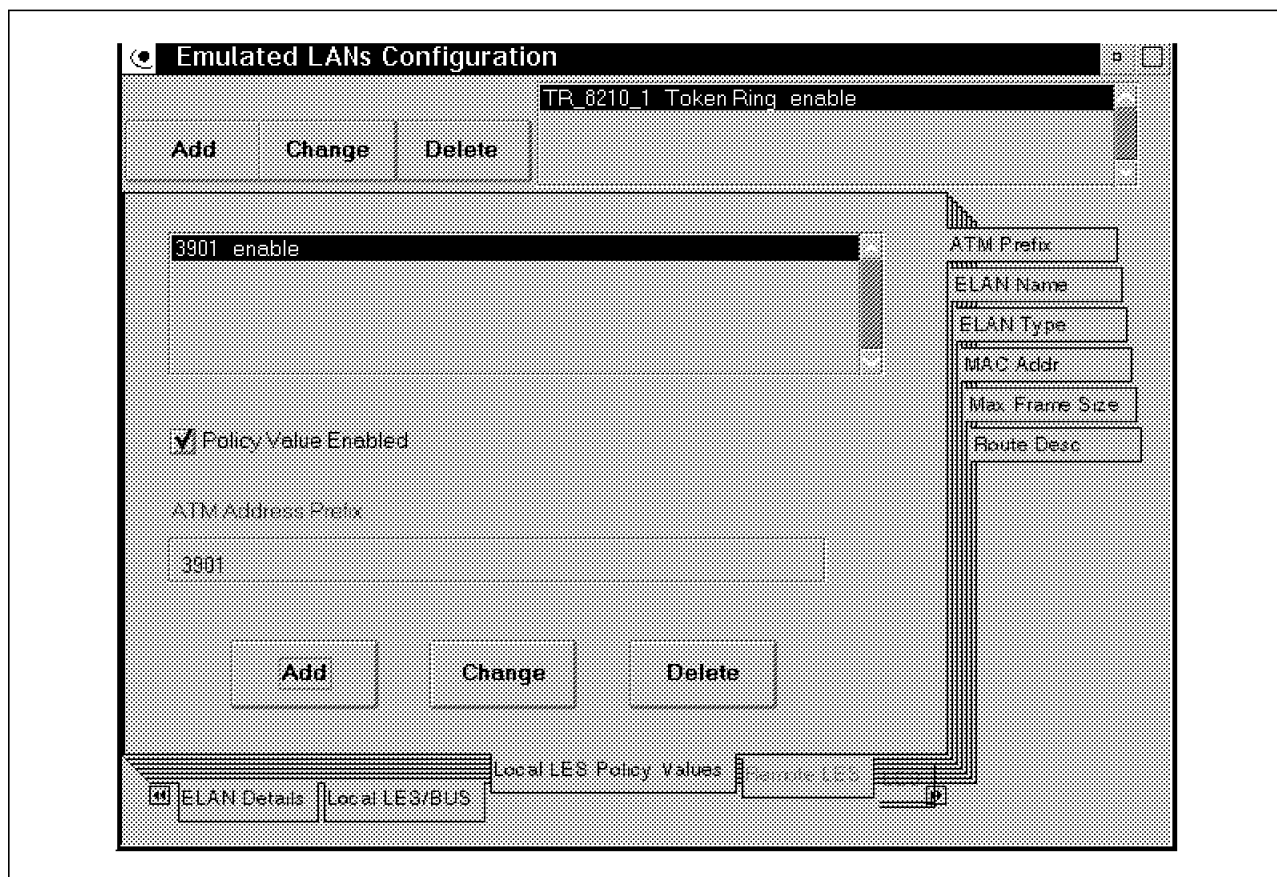 Emulated LANs Configuration
TR_8210_1 Token Ring enable
Add Change Delete
3901 enable
Policy Value Enabled
ATM Address Prefix
3901
Add Change Delete
ATM Prefix
ELAN Name
ELAN Type
MAC Addr
Max Frame Size
Route Desc
Local LES Policy Values
Remote LE
ELAN Details
Local LES/BUS